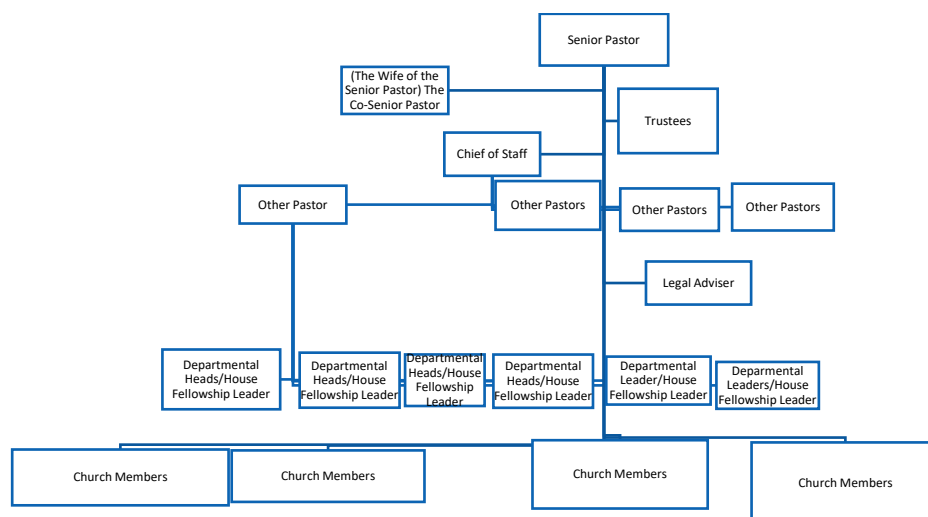 Senior Pastor
(The Wife of the
Senior Pastor) The
Co-Senior Pastor
Trustees
Chief of Staff
Other Pastor
Other Pastors
Other Pastors
Other Pastors
Legal Adviser
Departmental
Heads/House
Fellowship Leader
Departmental
Heads/House
Fellowship Leader
Departmental
Heads/House
Fellowship
Leader
Departmental
Heads/House
Fellowship Leader
Departmental
Leader/House
Fellowship Leader
Deparmental
Leaders/House
Fellowship Leader
Church Members
Church Members
Church Members
Church Members